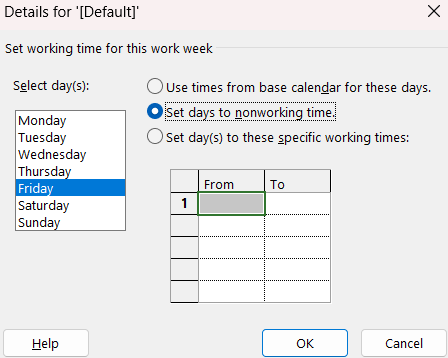 Details for '[Default]'
Set working time for this work week
Select day(s):
Monday
Tuesday
Wednesday
Thursday
Friday
Saturday
Sunday
Use times from base calendar for these days.
Set days to nonworking time.
Set day(s) to these specific working times:
From To
1
Help
OK
Cancel